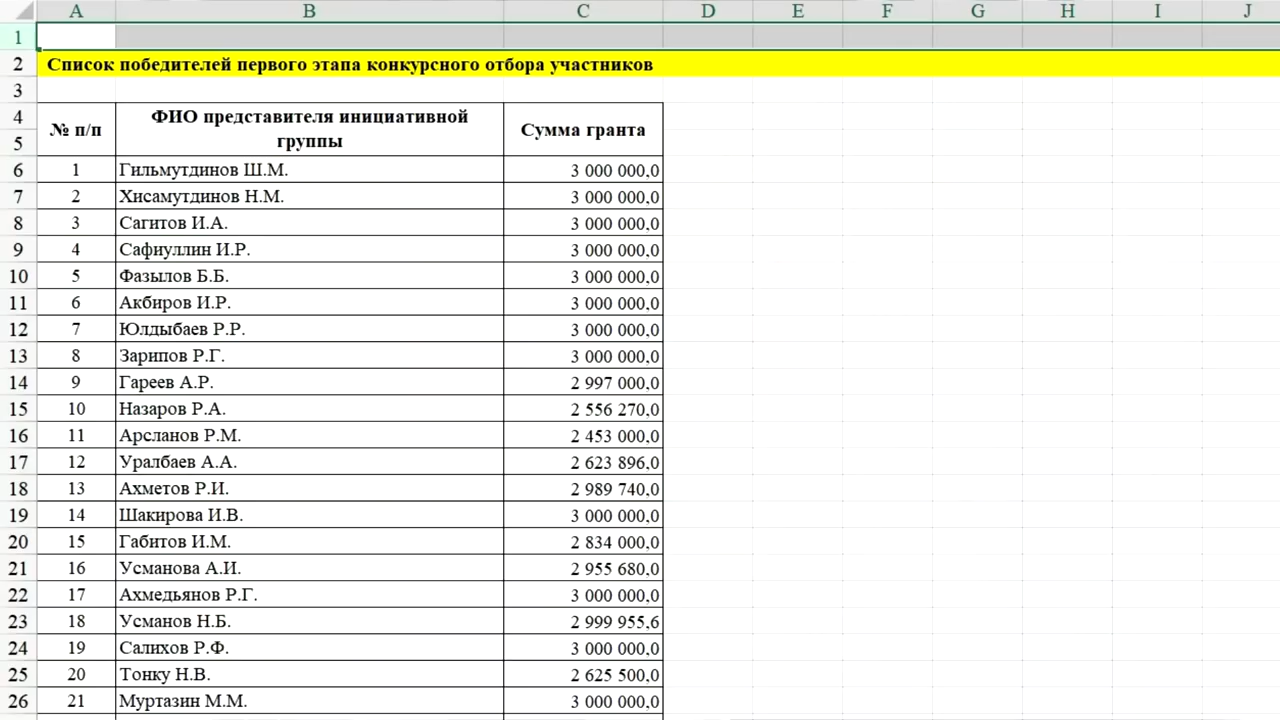 A B C D E F G H I J
1
2 Список победителей первого этапа конкурсного отбора участников
3
4 № п/п ФИО представителя инициативной Сумма гранта
5 группы
6 1 Гильмутдинов Ш.М. 3 000 000,0
7 2 Хисамутдинов Н.М. 3 000 000,0
8 3 Сагитов И.А. 3 000 000,0
9 4 Сафиуллин И.Р. 3 000 000,0
10 5 Фазылов Б.Б. 3 000 000,0
11 6 Акбиров И.Р. 3 000 000,0
12 7 Юлдыбаев Р.Р. 3 000 000,0
13 8 Зарипов Р.Г. 3 000 000,0
14 9 Гареев А.Р. 2 997 000,0
15 10 Назаров Р.А. 2 556 270,0
16 11 Арсланов Р.М. 2 453 000,0
17 12 Уралбаев А.А. 2 623 896,0
18 13 Ахметов Р.И. 2 989 740,0
19 14 Шакирова И.В. 3 000 000,0
20 15 Габитов И.М. 2 834 000,0
21 16 Усманова А.И. 2 955 680,0
22 17 Ахмедьянов Р.Г. 3 000 000,0
23 18 Усманов Н.Б. 2 999 955,6
24 19 Салихов Р.Ф. 3 000 000,0
25 20 Тонку Н.В. 2 625 500,0
26 21 Муртазин М.М. 3 000 000,0